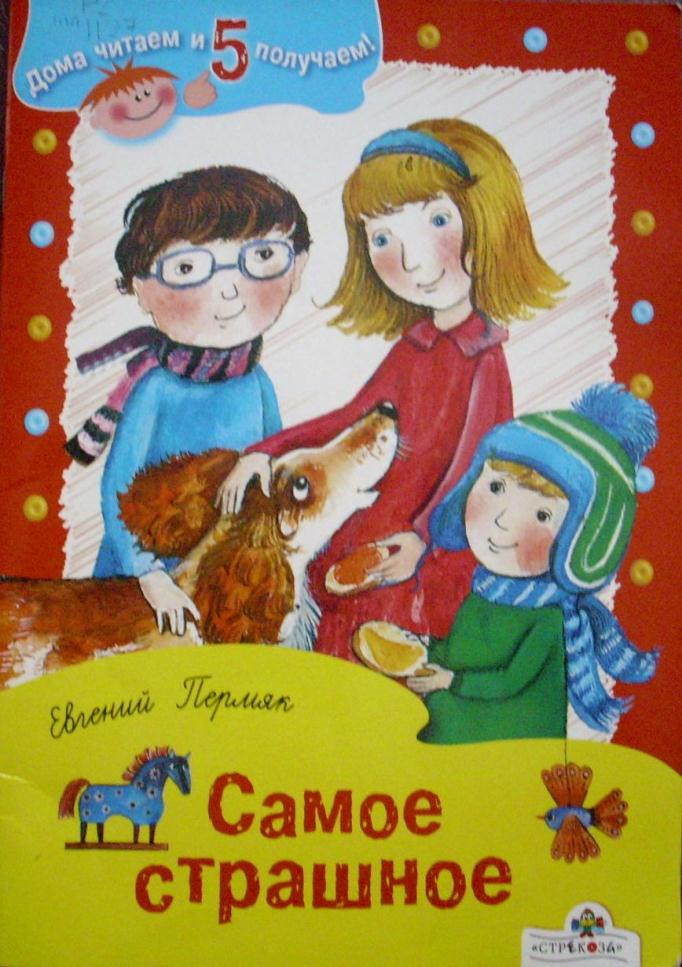 Дома читаем и 5 получаем!
Евгений Пермяк
Самое
страшное
«СТРЕКОЗА»